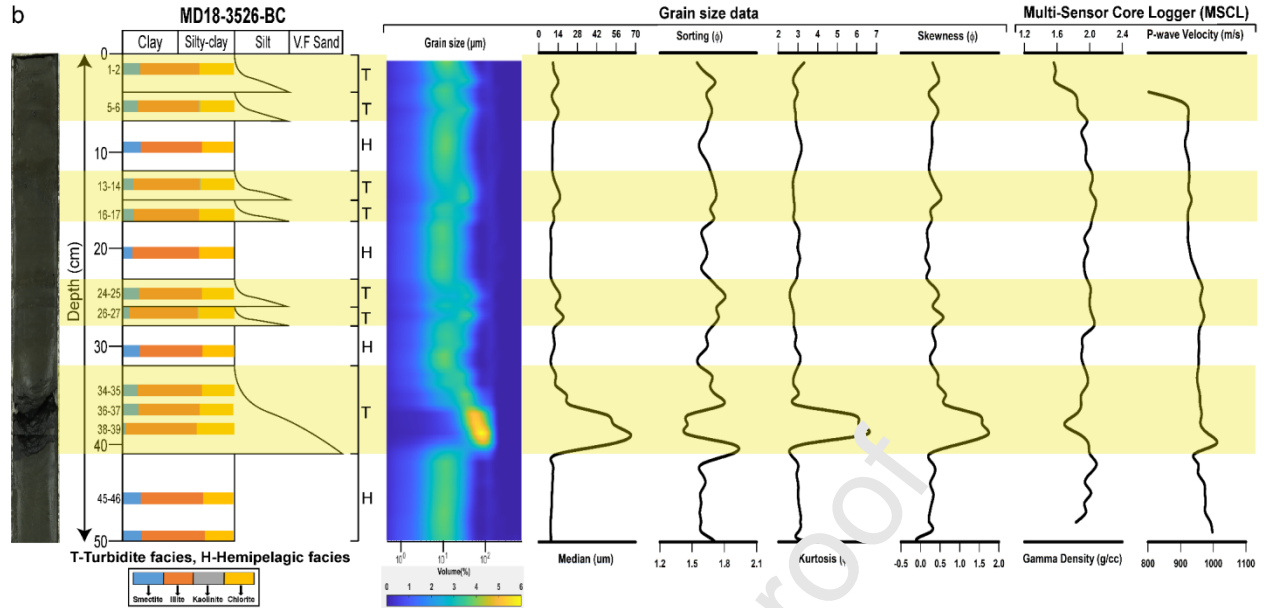 b
MD18-3526-BC
Clay Silty-clay Silt V.F Sand
Grain size data
Grain size (µm)
0 14 28 42 56 70
Sorting (ϕ)
2 3 4 5 6 7
Skewness (ϕ)
Multi-Sensor Core Logger (MSCL)
1.2 1.6 2.0 2.4
P-wave Velocity (m/s)
Depth (cm)
0
10
20
30
40
50
1-2
5-6
13-14
16-17
24-25
26-27
34-35
36-37
38-39
45-46
T
T
H
T
T
H
T
T
H
T
H
T-Turbidite facies, H-Hemipelagic facies
Smectite Illite Kaolinite Chlorite
10⁰ 10¹ 10²
Volume(%)
0 1 2 3 4 5 6
Median (um)
1.2 1.5 1.8 2.1
Kurtosis (
-0.5 0.0 0.5 1.0 1.5 2.0
Gamma Density (g/cc)
800 900 1000 1100
roof